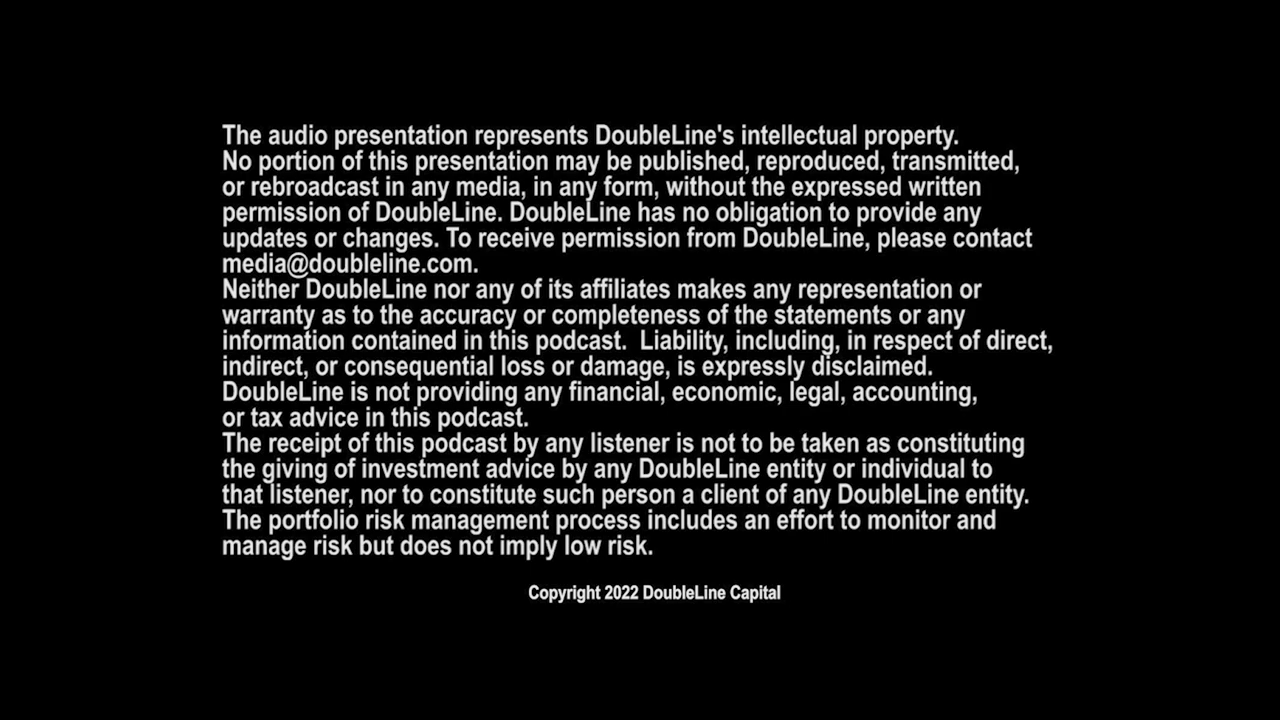 The audio presentation represents DoubleLine's intellectual property.
No portion of this presentation may be published, reproduced, transmitted,
or rebroadcast in any media, in any form, without the expressed written
permission of DoubleLine. DoubleLine has no obligation to provide any
updates or changes. To receive permission from DoubleLine, please contact
media@doubleline.com.
Neither DoubleLine nor any of its affiliates makes any representation or
warranty as to the accuracy or completeness of the statements or any
information contained in this podcast.  Liability, including, in respect of direct,
indirect, or consequential loss or damage, is expressly disclaimed.
DoubleLine is not providing any financial, economic, legal, accounting,
or tax advice in this podcast.
The receipt of this podcast by any listener is not to be taken as constituting
the giving of investment advice by any DoubleLine entity or individual to
that listener, nor to constitute such person a client of any DoubleLine entity.
The portfolio risk management process includes an effort to monitor and
manage risk but does not imply low risk.
Copyright 2022 DoubleLine Capital